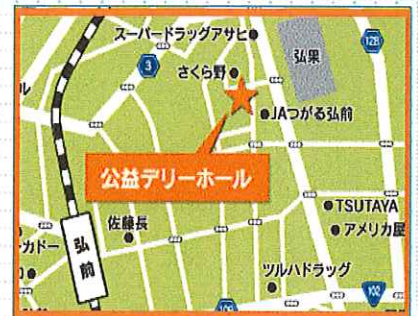 スーパードラッグアサヒ
3
さくら野
弘果
12B
JAつがる弘前
公益デリーホール
TSUTAYA
アメリカ屋
佐藤長
カドー
弘前
ツルハドラッグ
102
109